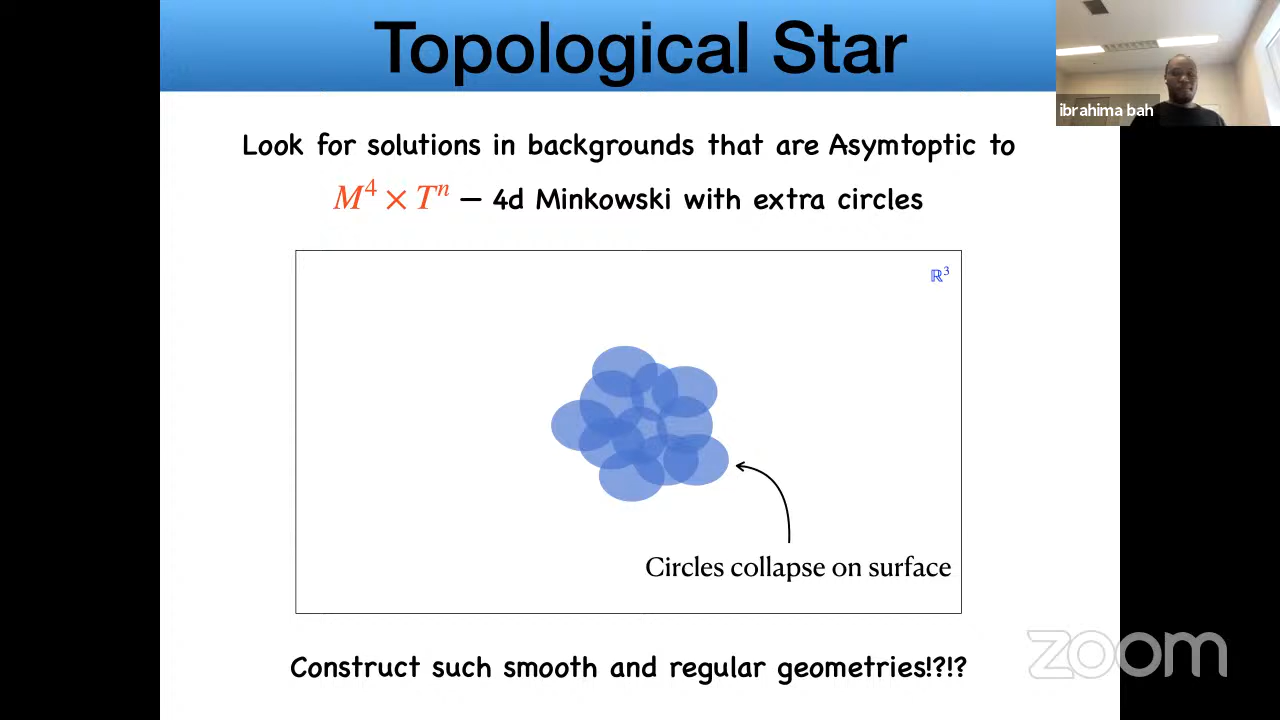 Topological Star
ibrahima bah
Look for solutions in backgrounds that are Asymtoptic to
M⁴ × Tⁿ — 4d Minkowski with extra circles
ℝ³
Circles collapse on surface
Construct such smooth and regular geometries!?!?
zoom